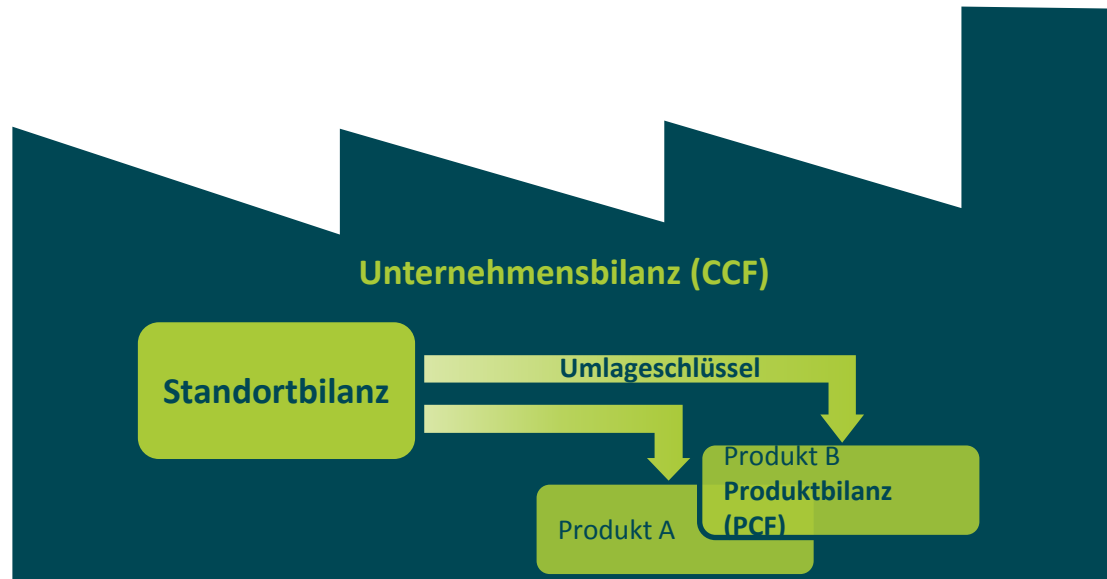 Unternehmensbilanz (CCF)
Standortbilanz
Umlageschlüssel
Produkt B
Produktbilanz
(PCF)
Produkt A